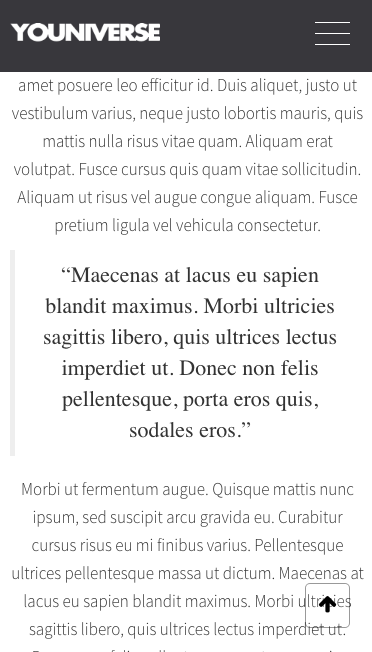 YOUNIVERSE
amet posuere leo efficitur id. Duis aliquet, justo ut
vestibulum varius, neque justo lobortis mauris, quis
mattis nulla risus vitae quam. Aliquam erat
volutpat. Fusce cursus quis quam vitae sollicitudin.
Aliquam ut risus vel augue congue aliquam. Fusce
pretium ligula vel vehicula consectetur.
“Maecenas at lacus eu sapien
blandit maximus. Morbi ultricies
sagittis libero, quis ultrices lectus
imperdiet ut. Donec non felis
pellentesque, porta eros quis,
sodales eros.”
Morbi ut fermentum augue. Quisque mattis nunc
ipsum, sed suscipit arcu gravida eu. Curabitur
cursus risus eu mi finibus varius. Pellentesque
ultrices pellentesque massa ut dictum. Maecenas at
lacus eu sapien blandit maximus. Morbi ultricies
sagittis libero, quis ultrices lectus imperdiet ut.